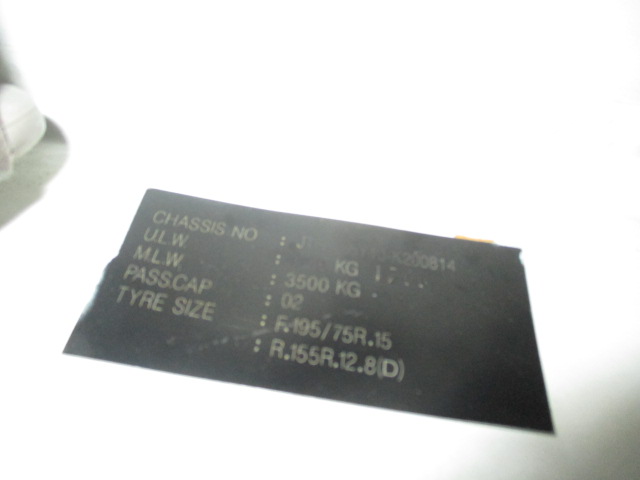 CHASSIS NO :
U.L.W : KG
M.L.W : 3500 KG
PASS.CAP : 02
TYRE SIZE : F.195/75R.15
: R.155R.12.8(D)